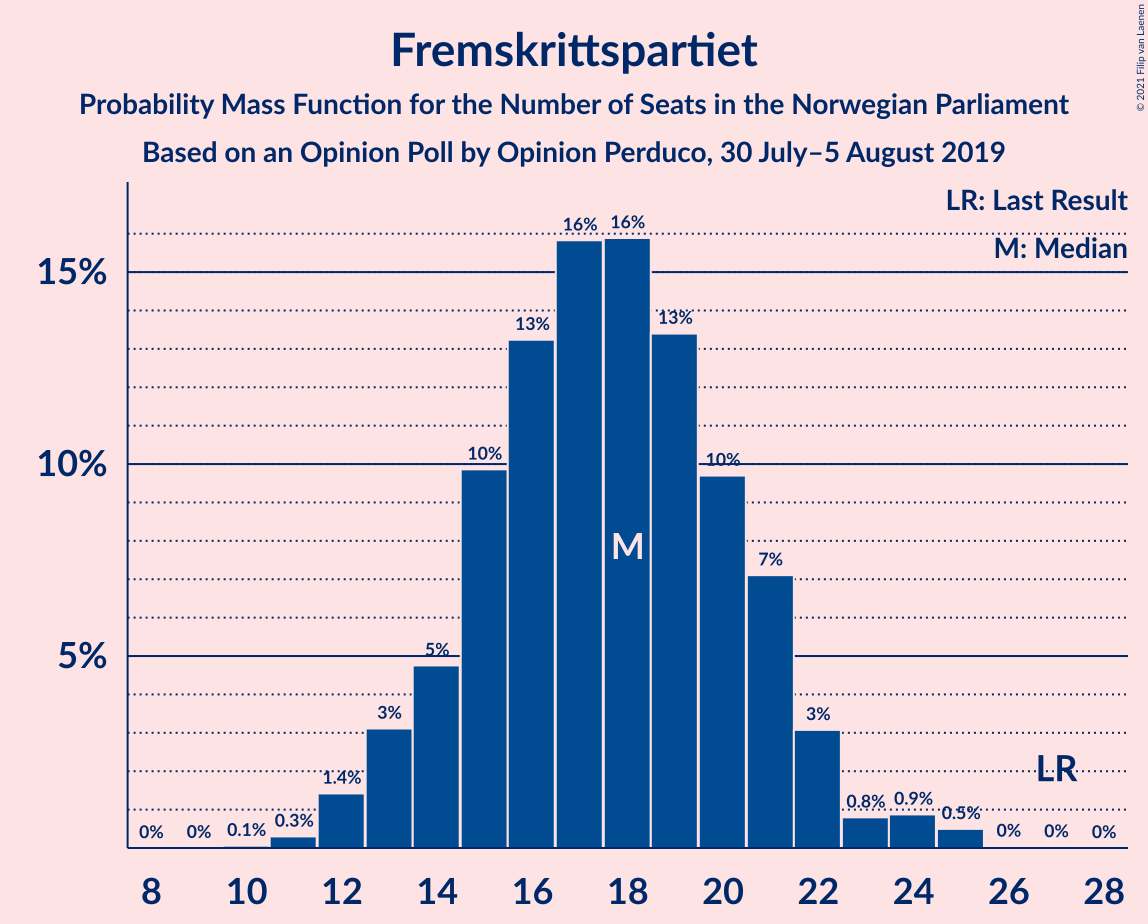 Fremskrittspartiet
Probability Mass Function for the Number of Seats in the Norwegian Parliament
Based on an Opinion Poll by Opinion Perduco, 30 July–5 August 2019
© 2021 Filip van Laenen
LR: Last Result
M: Median
15%
10%
5%
0%
0%
0.1%
0.3%
1.4%
3%
5%
10%
13%
16%
16%
13%
10%
7%
3%
0.8%
0.9%
0.5%
0%
0%
0%
M
LR
8 10 12 14 16 18 20 22 24 26 28